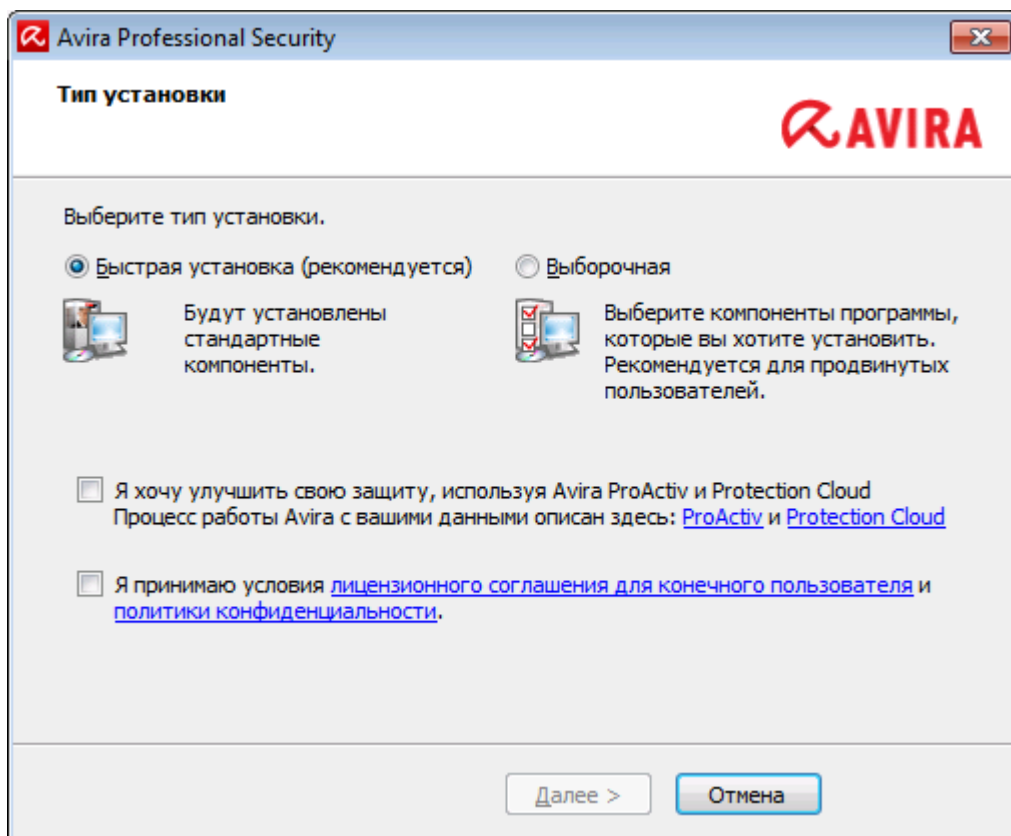 Avira Professional Security
Тип установки
AVIRA
Выберите тип установки.
Быстрая установка (рекомендуется)
Выборочная
Будут установлены
стандартные
компоненты.
Выберите компоненты программы,
которые вы хотите установить.
Рекомендуется для продвинутых
пользователей.
Я хочу улучшить свою защиту, используя Avira ProActiv и Protection Cloud
Процесс работы Avira с вашими данными описан здесь: ProActiv и Protection Cloud
Я принимаю условия лицензионного соглашения для конечного пользователя и
политики конфиденциальности.
Далее >
Отмена